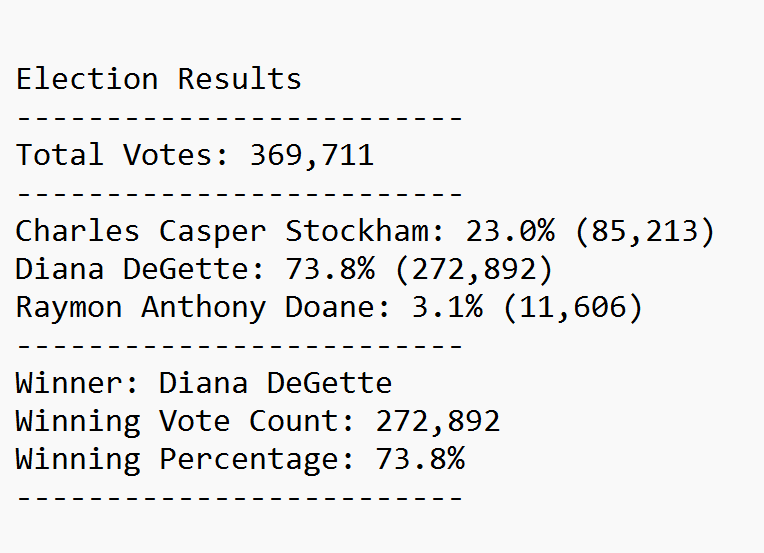 Election Results
-------------------------
Total Votes: 369,711
-------------------------
Charles Casper Stockham: 23.0% (85,213)
Diana DeGette: 73.8% (272,892)
Raymon Anthony Doane: 3.1% (11,606)
-------------------------
Winner: Diana DeGette
Winning Vote Count: 272,892
Winning Percentage: 73.8%
-------------------------